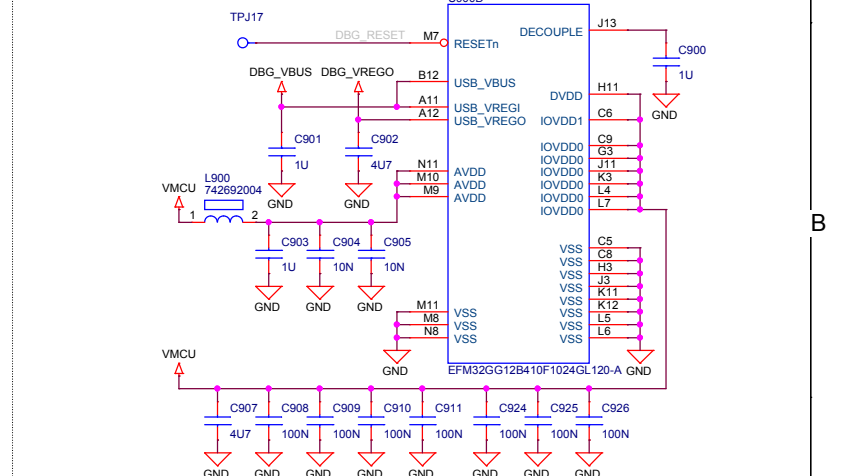 TPJ17
DBG_RESET
M7
RESETn
DECOUPLE
J13
C900
1U
GND
DBG_VBUS
DBG_VREGO
B12
USB_VBUS
A11
USB_VREGI
A12
USB_VREGO
DVDD
H11
IOVDD1
C6
IOVDD0
C9
IOVDD0
G3
IOVDD0
J11
IOVDD0
K3
IOVDD0
L4
IOVDD0
L7
C901
1U
GND
C902
4U7
GND
N11
AVDD
M10
AVDD
M9
AVDD
VMCU
L900
742692004
1
2
C903
1U
GND
C904
10N
GND
C905
10N
GND
B
VSS
C5
VSS
C8
VSS
H3
VSS
J3
VSS
K11
VSS
K12
VSS
L5
VSS
L6
GND
M11
VSS
M8
VSS
N8
VSS
GND
EFM32GG12B410F1024GL120-A
VMCU
C907
4U7
GND
C908
100N
GND
C909
100N
GND
C910
100N
GND
C911
100N
GND
C924
100N
GND
C925
100N
GND
C926
100N
GND